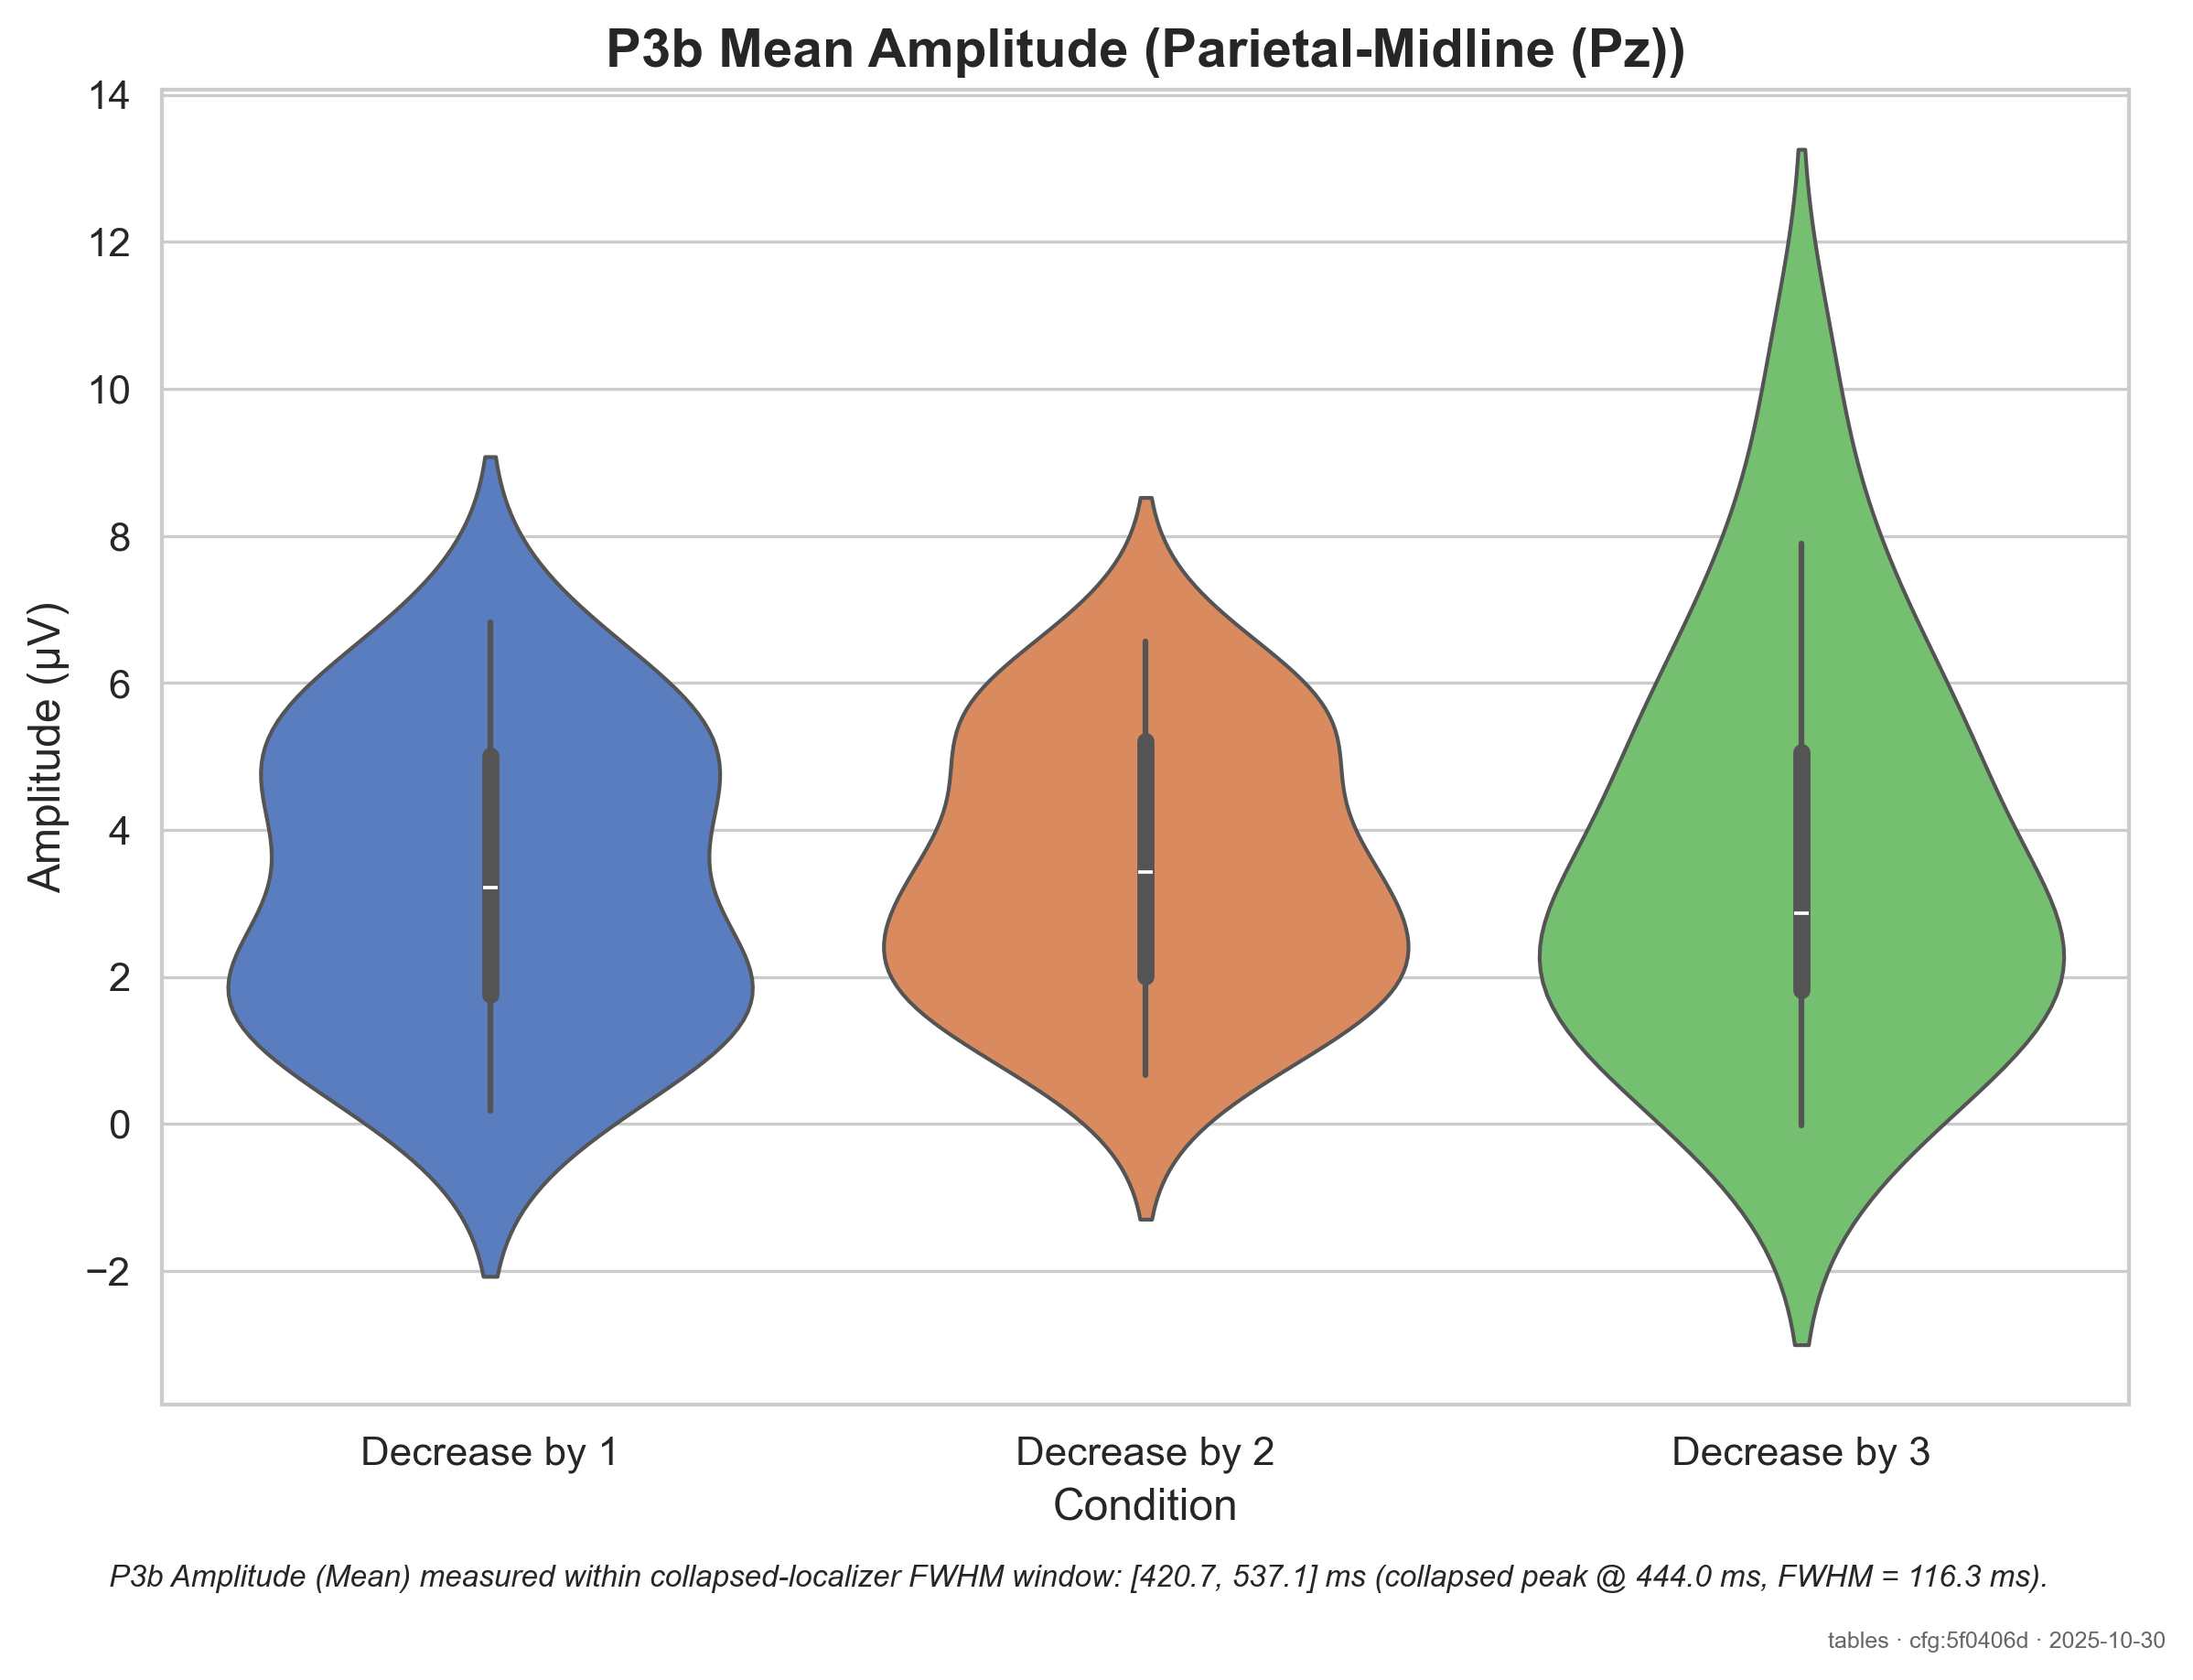 P3b Mean Amplitude (Parietal-Midline (Pz))
Amplitude (µV)
14
12
10
8
6
4
2
0
−2
Decrease by 1
Decrease by 2
Decrease by 3
Condition
P3b Amplitude (Mean) measured within collapsed-localizer FWHM window: [420.7, 537.1] ms (collapsed peak @ 444.0 ms, FWHM = 116.3 ms).
tables · cfg:5f0406d · 2025-10-30